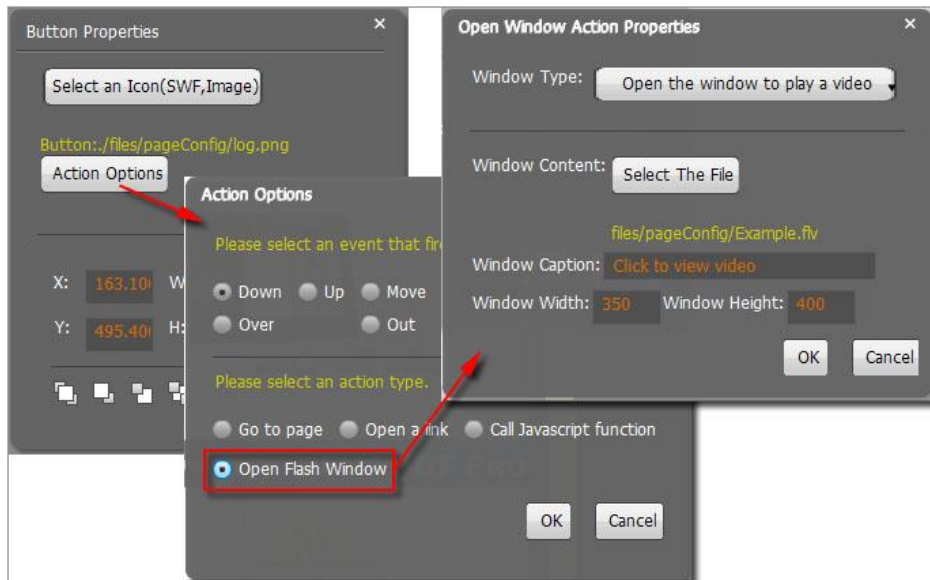 Button Properties
Select an Icon(SWF,Image)
Button:./files/pageConfig/log.png
Action Options
X: 163.10
Y: 495.40 H:
Action Options
Please select an event that
Down Up Move
Over Out
Please select an action type.
Go to page Open a link Call Javascript function
Open Flash Window
OK Cancel
Open Window Action Properties
Window Type: Open the window to play a video
Window Content: Select The File
files/pageConfig/Example.flv
Window Caption: Click to view video
Window Width: 350 Window Height: 400
OK Cancel